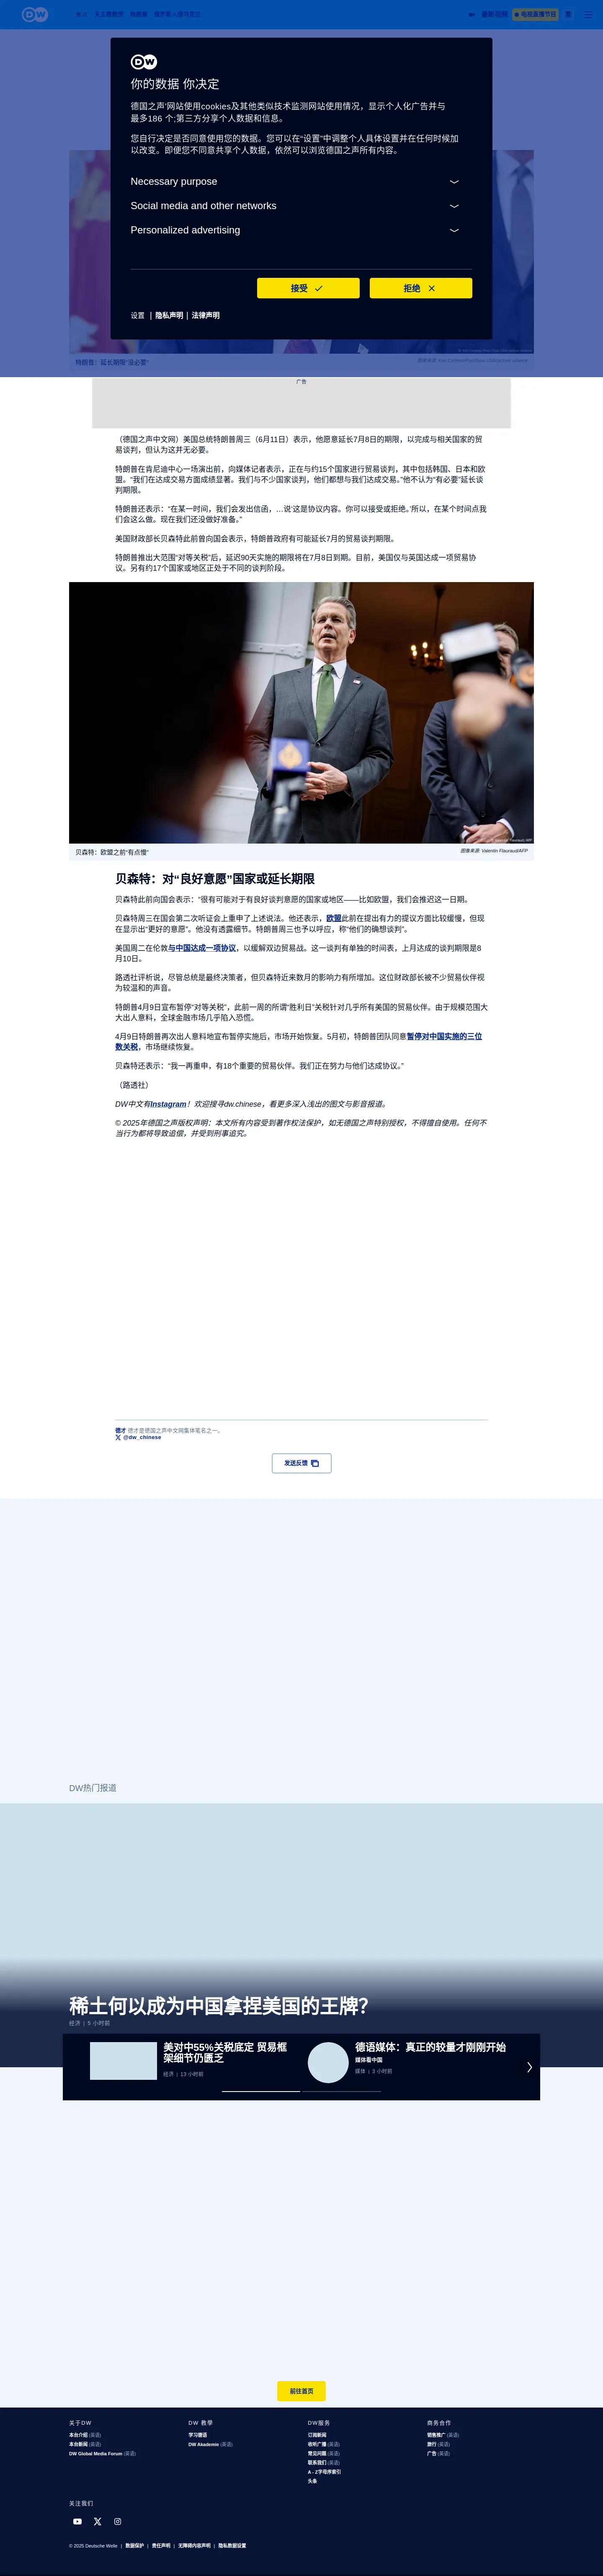 DW
你的数据 你决定
德国之声'网站使用cookies及其他类似技术监测网站使用情况，显示个人化广告并与
最多186 个;第三方分享个人数据和信息。
您自行决定是否同意使用您的数据。您可以在"设置"中调整个人具体设置并在任何时候加
以改变。即便您不同意共享个人数据，依然可以浏览德国之声所有内容。
Necessary purpose
Social media and other networks
Personalized advertising
接受
拒绝
设置 | 隐私声明 | 法律声明
特朗普：延长期限"没必要"
广告
（德国之声中文网）美国总统特朗普周三（6月11日）表示，他愿意延长7月8日的期限，以完成与相关国家的贸
易谈判，但认为这并无必要。
特朗普在肯尼迪中心一场演出前，向媒体记者表示，正在与约15个国家进行贸易谈判，其中包括韩国、日本和欧
盟。"我们在达成交易方面成绩显著。我们与不少国家谈判，他们都想与我们达成交易。"他不认为"有必要"延长谈
判期限。
特朗普还表示："在某一时间，我们会发出信函，…说'这是协议内容。你可以接受或拒绝。'所以，在某个时间点我
们会这么做。现在我们还没做好准备。"
美国财政部长贝森特此前曾向国会表示，特朗普政府有可能延长7月的贸易谈判期限。
特朗普推出大范围"对等关税"后，延迟90天实施的期限将在7月8日到期。目前，美国仅与英国达成一项贸易协
议。另有约17个国家或地区正处于不同的谈判阶段。
贝森特：欧盟之前"有点慢"
图像来源: Valentin Flauraud/AFP
贝森特：对"良好意愿"国家或延长期限
贝森特此前向国会表示："很有可能对于有良好谈判意愿的国家或地区——比如欧盟，我们会推迟这一日期。
贝森特周三在国会第二次听证会上重申了上述说法。他还表示，欧盟此前在提出有力的提议方面比较缓慢，但现
在显示出"更好的意愿"。他没有透露细节。特朗普周三也予以呼应，称"他们的确想谈判"。
美国周二在伦敦与中国达成一项协议，以缓解双边贸易战。这一谈判有单独的时间表，上月达成的谈判期限是8
月10日。
路透社评析说，尽管总统是最终决策者，但贝森特近来数月的影响力有所增加。这位财政部长被不少贸易伙伴视
为较温和的声音。
特朗普4月9日宣布暂停"对等关税"，此前一周的所谓"胜利日"关税针对几乎所有美国的贸易伙伴。由于规模范围大
大出人意料，全球金融市场几乎陷入恐慌。
4月9日特朗普再次出人意料地宣布暂停实施后，市场开始恢复。5月初，特朗普团队同意暂停对中国实施的三位
数关税，市场继续恢复。
贝森特还表示："我一再重申，有18个重要的贸易伙伴。我们正在努力与他们达成协议。"
（路透社）
DW中文有Instagram！欢迎搜寻dw.chinese，看更多深入浅出的图文与影音报道。
© 2025年德国之声版权声明：本文所有内容受到著作权法保护，如无德国之声特别授权，不得擅自使用。任何不
当行为都将导致追偿，并受到刑事追究。
德才 德才是德国之声中文网集体笔名之一。
@dw_chinese
发送反馈
DW热门报道
稀土何以成为中国拿捏美国的王牌？
经济 | 5 小时前
美对中55%关税底定 贸易框
架细节仍匮乏
经济 | 13 小时前
德语媒体：真正的较量才刚刚开始
媒体看中国
媒体 | 3 小时前
前往首页
关于DW
本台介绍 (英语)
本台新闻 (英语)
DW Global Media Forum (英语)
DW 教學
学习德语
DW Akademie (英语)
DW服务
订阅新闻
收听广播 (英语)
常见问题 (英语)
联系我们 (英语)
A - Z字母序索引
头条
商务合作
销售推广 (英语)
旅行 (英语)
广告 (英语)
关注我们
© 2025 Deutsche Welle | 数据保护 | 责任声明 | 无障碍内容声明 | 隐私数据设置